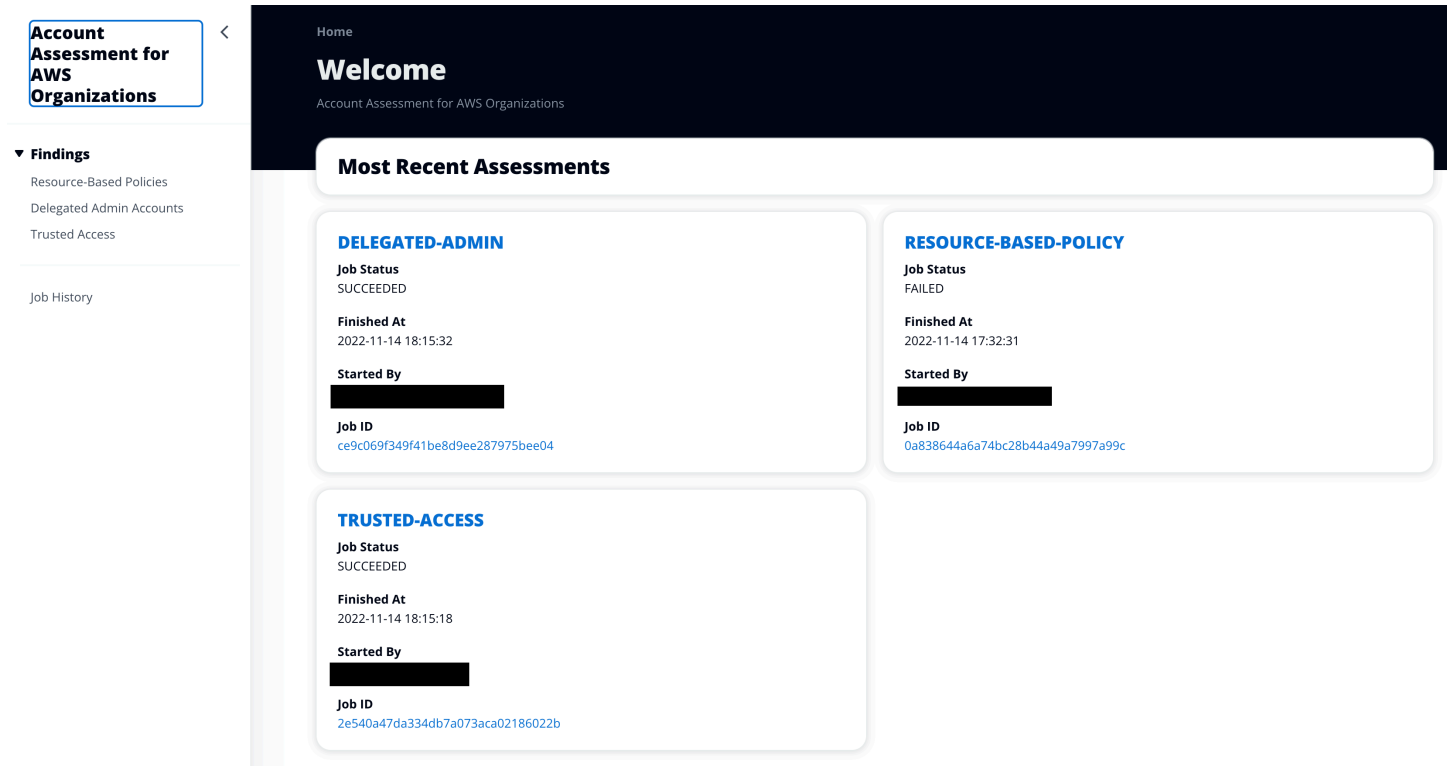 Account
Assessment for
AWS
Organizations
Findings
Resource-Based Policies
Delegated Admin Accounts
Trusted Access
Job History
Home
Welcome
Account Assessment for AWS Organizations
Most Recent Assessments
DELEGATED-ADMIN
Job Status
SUCCEEDED
Finished At
2022-11-14 18:15:32
Started By
Job ID
ce9c069f349f41be8d9ee287975bee04
RESOURCE-BASED-POLICY
Job Status
FAILED
Finished At
2022-11-14 17:32:31
Started By
Job ID
0a838644a6a74bc28b44a49a7997a99c
TRUSTED-ACCESS
Job Status
SUCCEEDED
Finished At
2022-11-14 18:15:18
Started By
Job ID
2e540a47da334db7a073aca02186022b